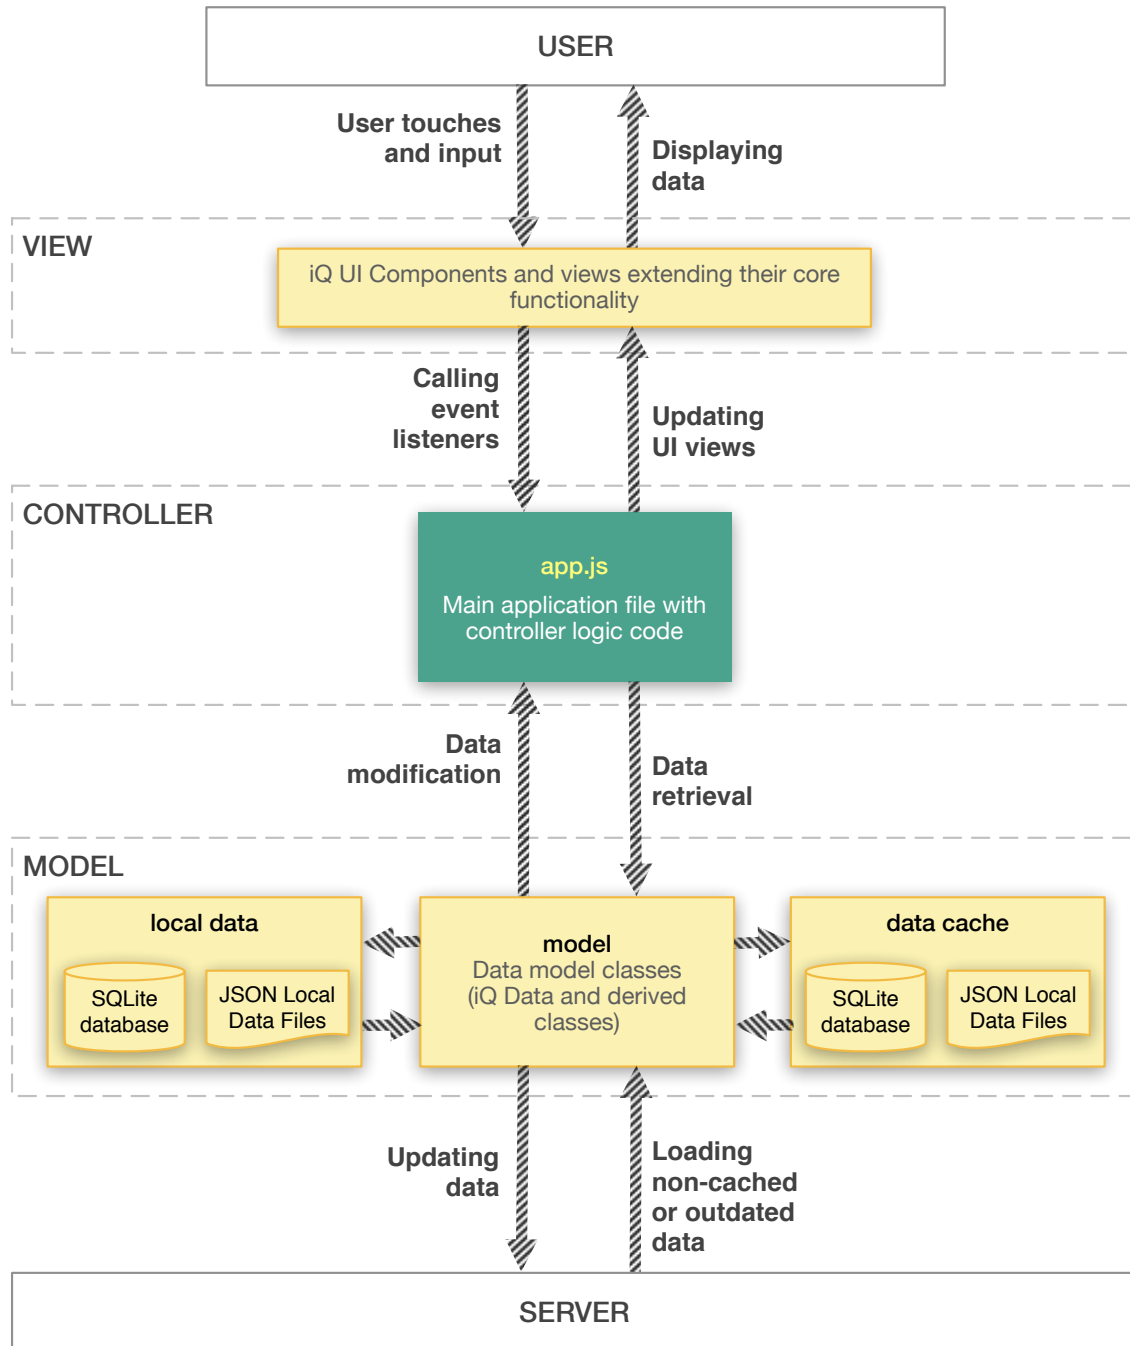 USER
User touches
and input
Displaying
data
VIEW
iQ UI Components and views extending their core
functionality
Calling
event
listeners
Updating
UI views
CONTROLLER
app.js
Main application file with
controller logic code
Data
modification
Data
retrieval
MODEL
local data
SQLite
database
JSON Local
Data Files
model
Data model classes
(iQ Data and derived
classes)
data cache
SQLite
database
JSON Local
Data Files
Updating
data
Loading
non-cached
or outdated
data
SERVER